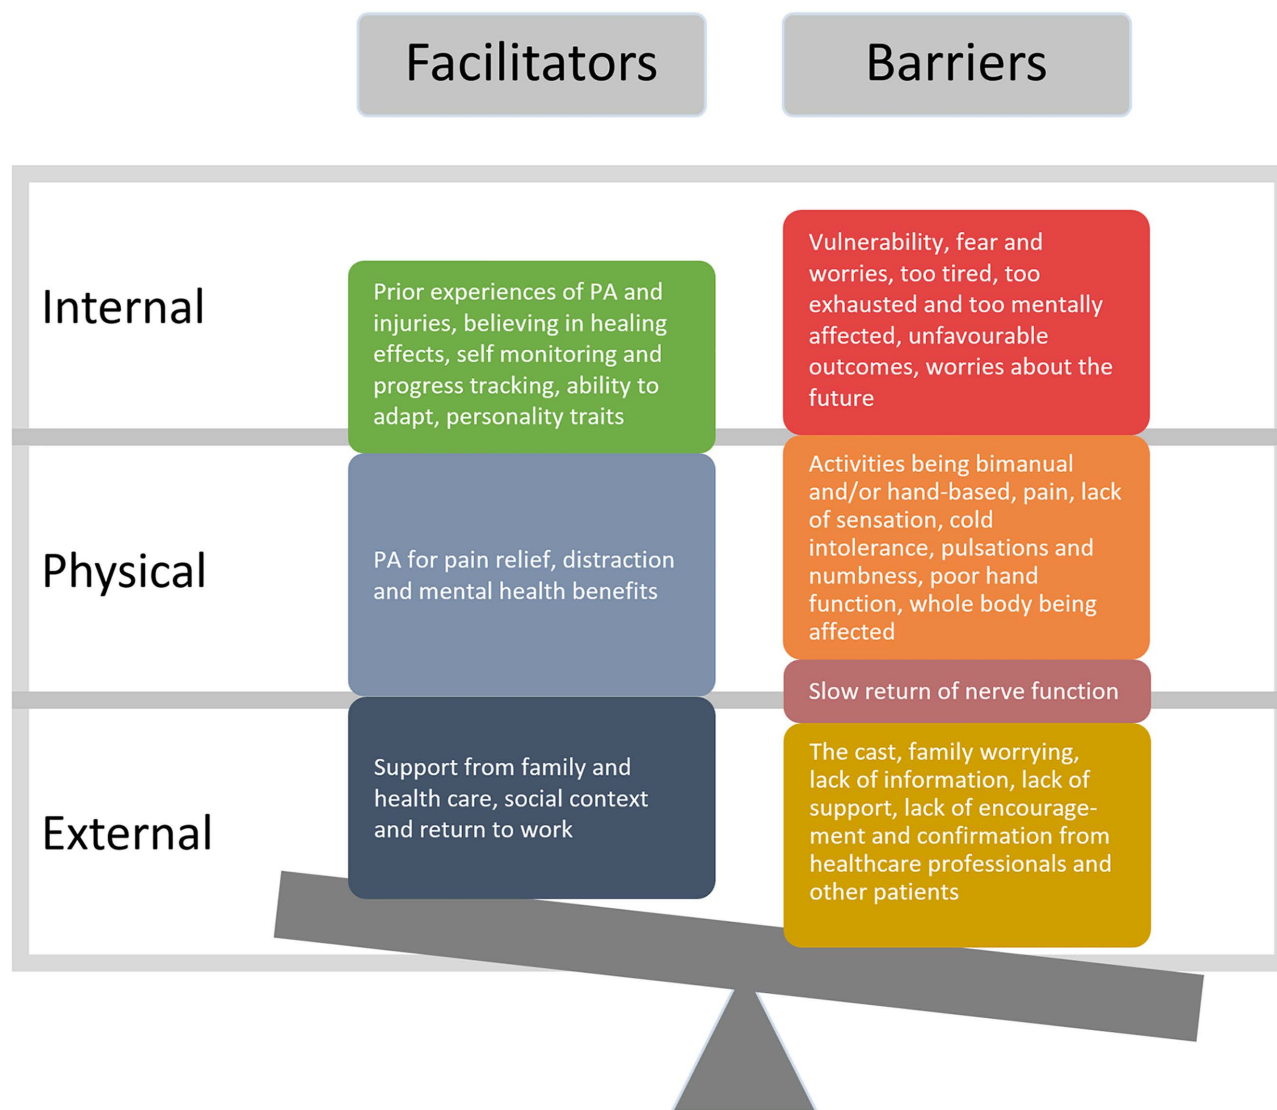 Facilitators
Barriers
Internal
Prior experiences of PA and
injuries, believing in healing
effects, self monitoring and
progress tracking, ability to
adapt, personality traits
Vulnerability, fear and
worries, too tired, too
exhausted and too mentally
affected, unfavourable
outcomes, worries about the
future
Physical
PA for pain relief, distraction
and mental health benefits
Activities being bimanual
and/or hand-based, pain, lack
of sensation, cold
intolerance, pulsations and
numbness, poor hand
function, whole body being
affected
Slow return of nerve function
External
Support from family and
health care, social context
and return to work
The cast, family worrying,
lack of information, lack of
support, lack of encourage-
ment and confirmation from
healthcare professionals and
other patients